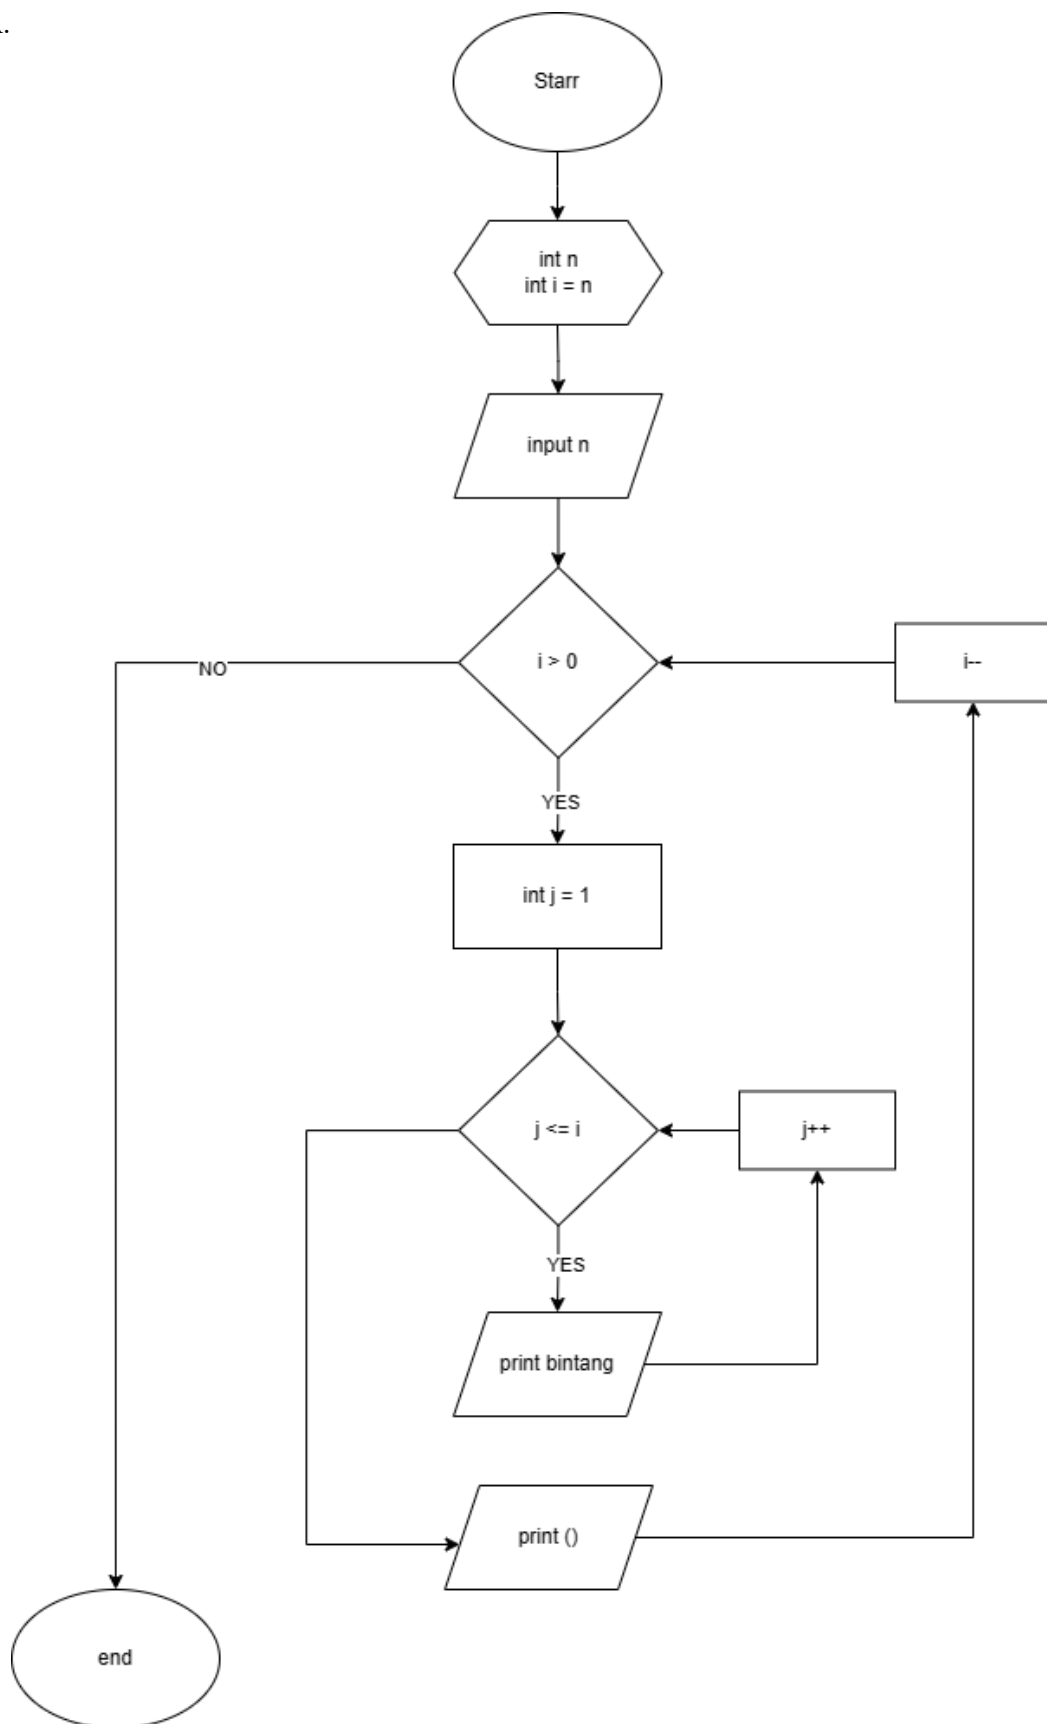 Starr
int n
int i = n
input n
i > 0
i--
NO
YES
int j = 1
j <= i
j++
YES
print bintang
print ()
end